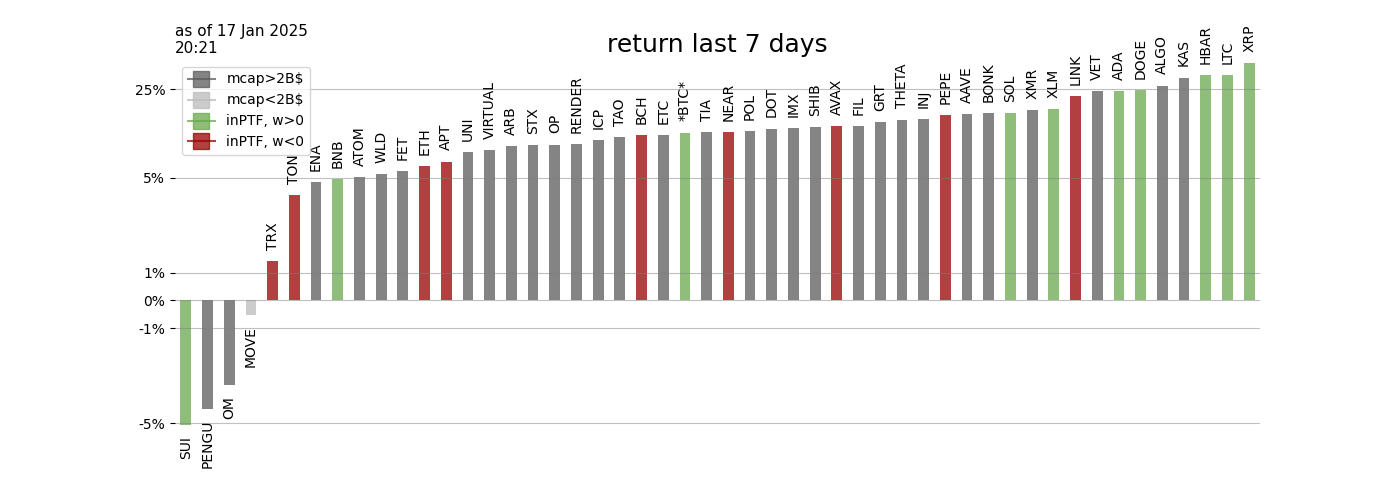 as of 17 Jan 2025
20:21
return last 7 days
mcap>2B$
mcap<2B$
inPTF, w>0
inPTF, w<0
25%
5%
1%
0%
-1%
-5%
SUI
PENGU
OM
MOVE
TRX
TON
ENA
BNB
ATOM
WLD
FET
ETH
APT
UNI
VIRTUAL
ARB
STX
OP
RENDER
ICP
TAO
BCH
ETC
*BTC*
TIA
NEAR
POL
DOT
IMX
SHIB
AVAX
FIL
GRT
THETA
INJ
PEPE
AAVE
BONK
SOL
XMR
XLM
LINK
VET
ADA
DOGE
ALGO
KAS
HBAR
LTC
XRP